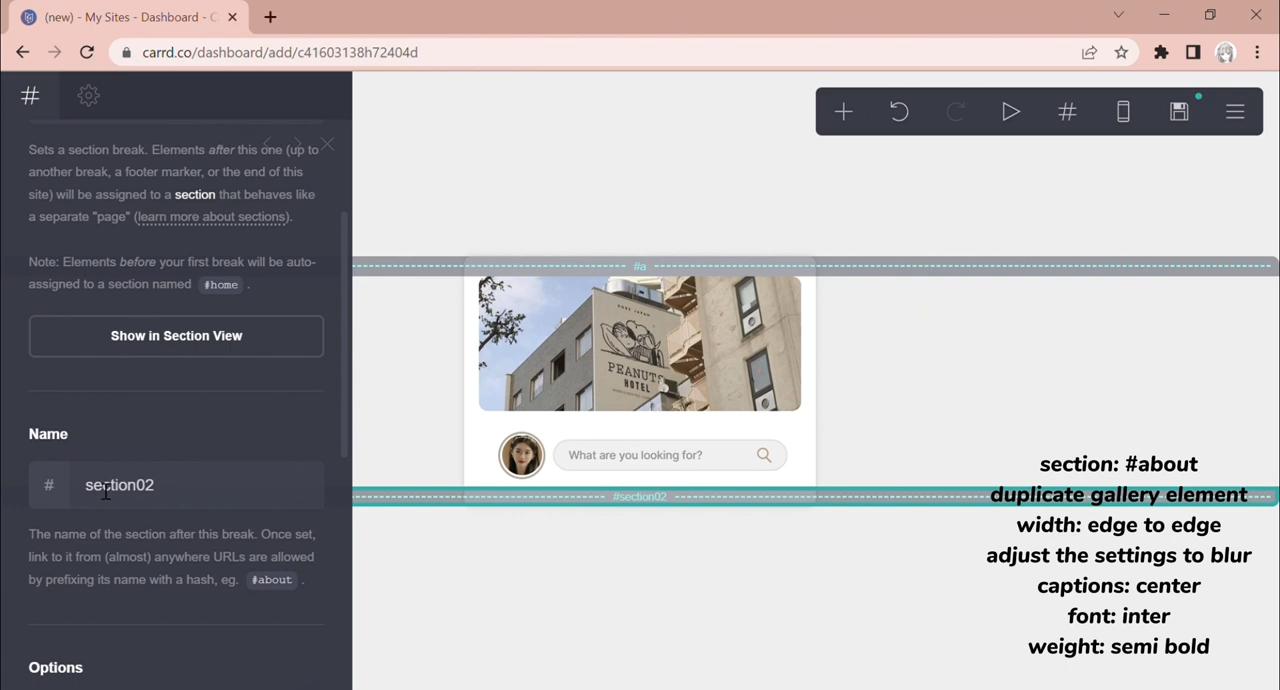 (new) - My Sites - Dashboard - C
carrd.co/dashboard/add/c41603138h72404d
#
Sets a section break. Elements after this one (up to
another break, a footer marker, or the end of this
site) will be assigned to a section that behaves like
a separate "page" (learn more about sections).
Note: Elements before your first break will be auto-
assigned to a section named #home .
Show in Section View
Name
# section02
The name of the section after this break. Once set,
link to it from (almost) anywhere URLs are allowed
by prefixing its name with a hash, eg. #about .
Options
#
#a
PEANUTS
HOTEL
What are you looking for?
#section02
section: #about
duplicate gallery element
width: edge to edge
adjust the settings to blur
captions: center
font: inter
weight: semi bold